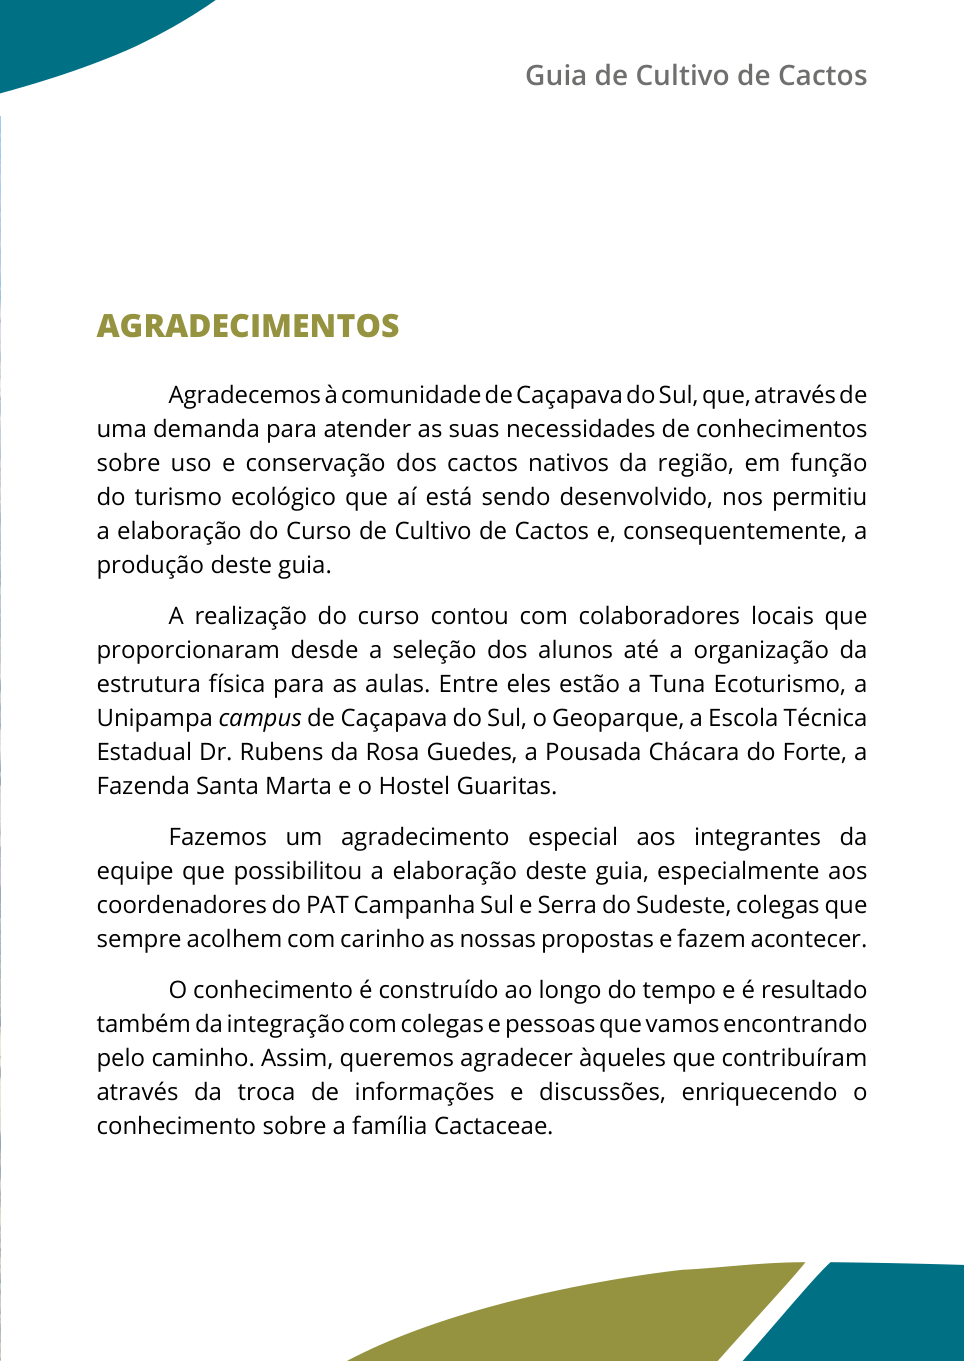 Guia de Cultivo de Cactos
AGRADECIMENTOS
Agradecemos à comunidade de Caçapava do Sul, que, através de
uma demanda para atender as suas necessidades de conhecimentos
sobre uso e conservação dos cactos nativos da região, em função
do turismo ecológico que aí está sendo desenvolvido, nos permitiu
a elaboração do Curso de Cultivo de Cactos e, consequentemente, a
produção deste guia.
A realização do curso contou com colaboradores locais que
proporcionaram desde a seleção dos alunos até a organização da
estrutura física para as aulas. Entre eles estão a Tuna Ecoturismo, a
Unipampa campus de Caçapava do Sul, o Geoparque, a Escola Técnica
Estadual Dr. Rubens da Rosa Guedes, a Pousada Chácara do Forte, a
Fazenda Santa Marta e o Hostel Guaritas.
Fazemos um agradecimento especial aos integrantes da
equipe que possibilitou a elaboração deste guia, especialmente aos
coordenadores do PAT Campanha Sul e Serra do Sudeste, colegas que
sempre acolhem com carinho as nossas propostas e fazem acontecer.
O conhecimento é construído ao longo do tempo e é resultado
também da integração com colegas e pessoas que vamos encontrando
pelo caminho. Assim, queremos agradecer àqueles que contribuíram
através da troca de informações e discussões, enriquecendo o
conhecimento sobre a família Cactaceae.